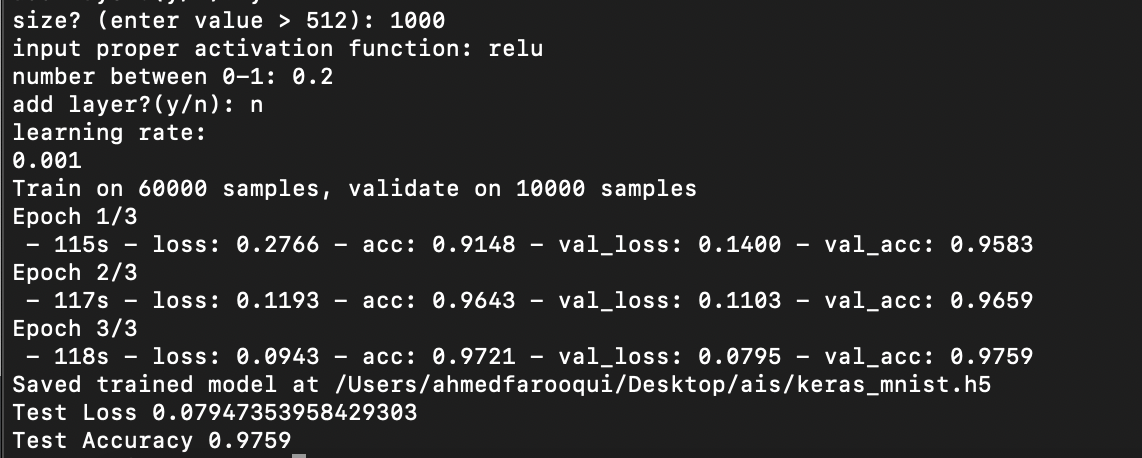 size? (enter value > 512): 1000
input proper activation function: relu
number between 0-1: 0.2
add layer?(y/n): n
learning rate:
0.001
Train on 60000 samples, validate on 10000 samples
Epoch 1/3
 - 115s - loss: 0.2766 - acc: 0.9148 - val_loss: 0.1400 - val_acc: 0.9583
Epoch 2/3
 - 117s - loss: 0.1193 - acc: 0.9643 - val_loss: 0.1103 - val_acc: 0.9659
Epoch 3/3
 - 118s - loss: 0.0943 - acc: 0.9721 - val_loss: 0.0795 - val_acc: 0.9759
Saved trained model at /Users/ahmedfarooqui/Desktop/ais/keras_mnist.h5
Test Loss 0.07947353958429303
Test Accuracy 0.9759